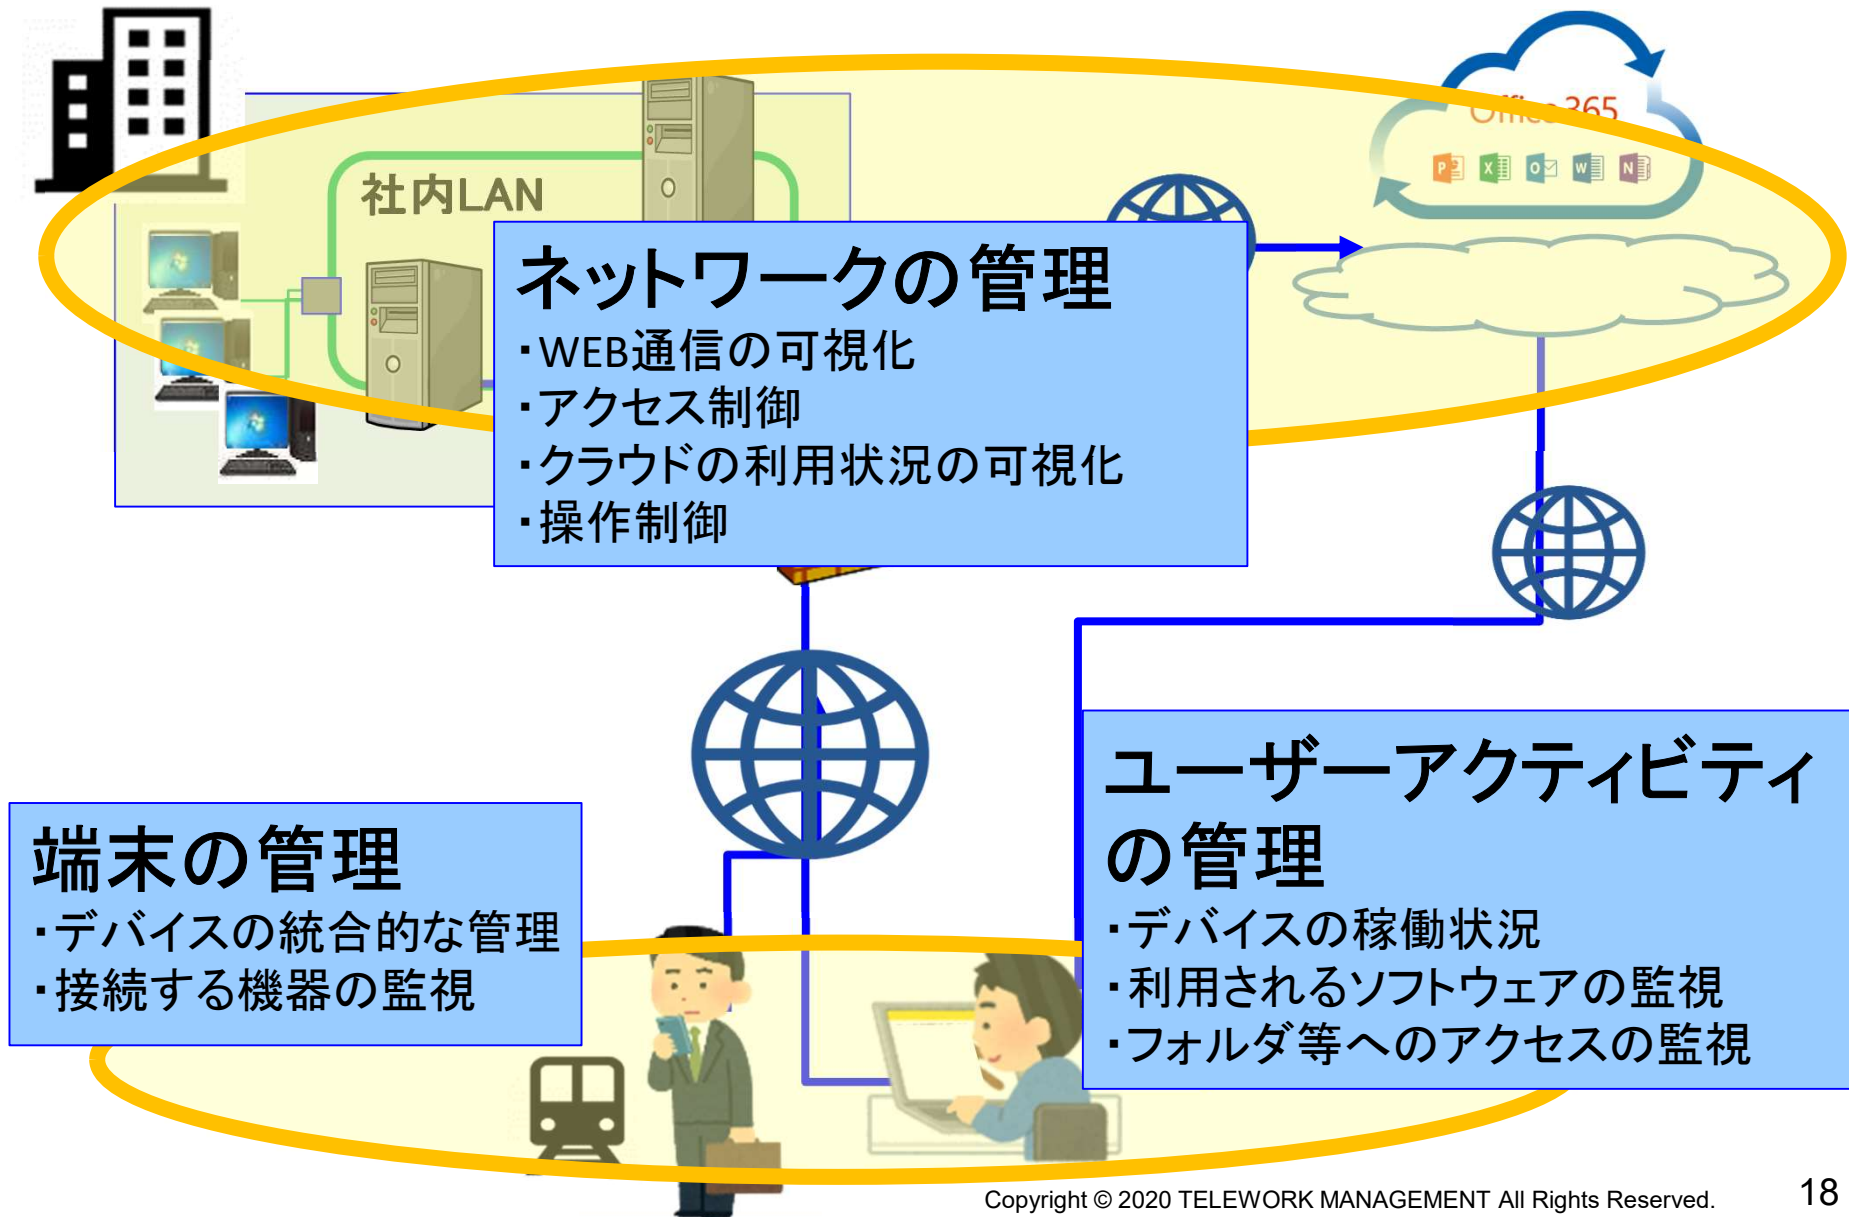 Office 365
社内LAN
ネットワークの管理
・WEB通信の可視化
・アクセス制御
・クラウドの利用状況の可視化
・操作制御
ユーザーアクティビティ
の管理
・デバイスの稼働状況
・利用されるソフトウェアの監視
・フォルダ等へのアクセスの監視
端末の管理
・デバイスの統合的な管理
・接続する機器の監視
Copyright © 2020 TELEWORK MANAGEMENT All Rights Reserved.
18